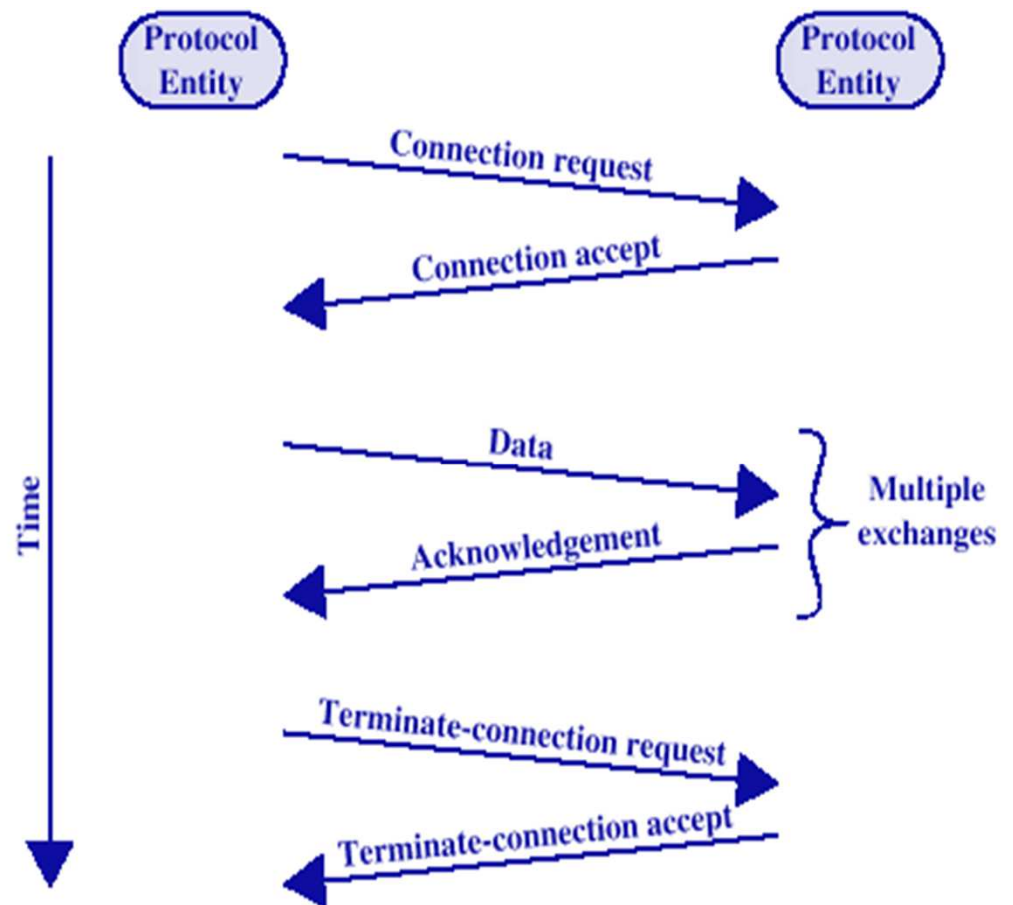 Protocol
Entity
Protocol
Entity
Connection request
Connection accept
Data
Acknowledgement
Multiple
exchanges
Time
Terminate-connection request
Terminate-connection accept